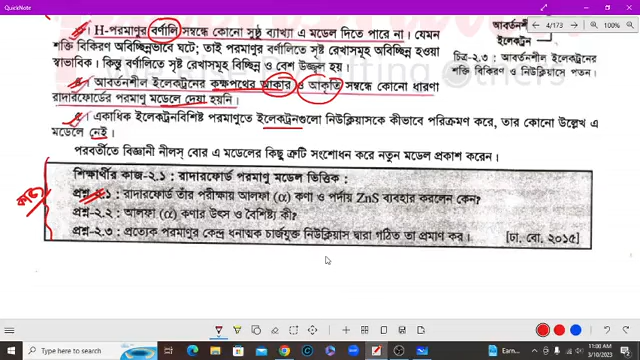 QuickNote
4/173
H-পরমাণুর বর্ণালি সম্বন্ধে কোনো সুষ্ঠু ব্যাখ্যা এ মডেল দিতে পারে না। যেমন
শক্তি বিকিরণ অবিচ্ছিন্নভাবে ঘটে; তাই পরমাণুর বর্ণালিতে সৃষ্ট রেখাসমূহ অবিচ্ছিন্ন হওয়া
স্বাভাবিক। কিন্তু বর্ণালিতে সৃষ্ট রেখাসমূহ বিচ্ছিন্ন ও বেশ উজ্জ্বল হয়।
আবর্তনশীল ইলেকট্রনের কক্ষপথের আকার ও আকৃতি সম্বন্ধে কোনো ধারণা
রাদারফোর্ডের পরমাণু মডেলে দেয়া হয়নি।
একাধিক ইলেকট্রনবিশিষ্ট পরমাণুতে ইলেকট্রনগুলো নিউক্লিয়াসকে কীভাবে পরিক্রমণ করে, তার কোনো উল্লেখ এ
মডেলে নেই।
পরবর্তীতে বিজ্ঞানী নীলস্ বোর এ মডেলের কিছু ত্রুটি সংশোধন করে নতুন মডেল প্রকাশ করেন।
আবর্তনশীল
ইলেকট্রন
চিত্র-২.৩ : আবর্তনশীল ইলেকট্রনের
শক্তি বিকিরণ ও নিউক্লিয়াসে পতন।
কাজ
শিক্ষার্থীর কাজ-২.১ : রাদারফোর্ড পরমাণু মডেল ভিত্তিক :
প্রশ্ন-২.১ : রাদারফোর্ড তাঁর পরীক্ষায় আলফা (α) কণা ও পর্দায় ZnS ব্যবহার করলেন কেন?
প্রশ্ন-২.২ : আলফা (α) কণার উৎস ও বৈশিষ্ট্য কী?
প্রশ্ন-২.৩ : প্রত্যেক পরমাণুর কেন্দ্র ধনাত্মক চার্জযুক্ত নিউক্লিয়াস দ্বারা গঠিত তা প্রমাণ কর। [ঢা. বো. ২০১৫]
Type here to search
Earn...
11:00 AM
3/10/2023